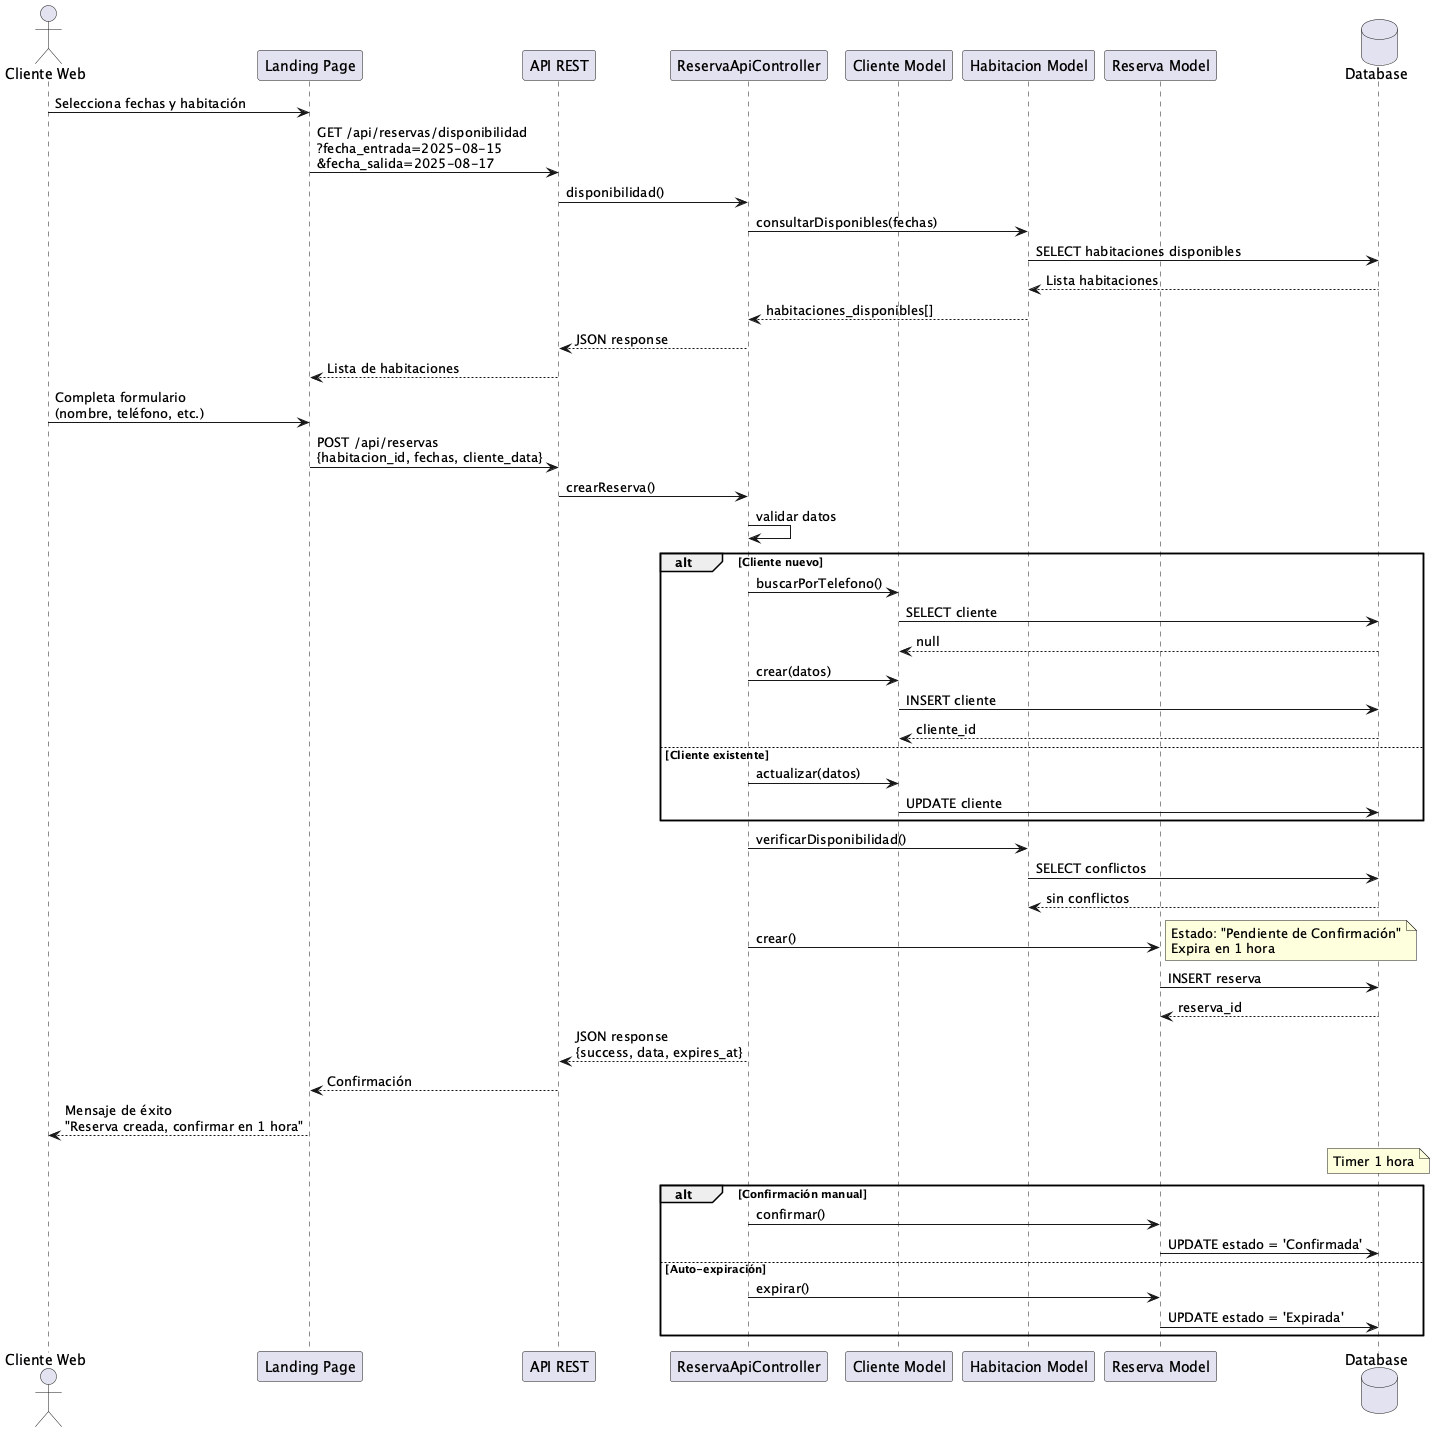 Cliente Web
Landing Page
API REST
ReservaApiController
Cliente Model
Habitacion Model
Reserva Model
Database
Selecciona fechas y habitación
GET /api/reservas/disponibilidad
?fecha_entrada=2025-08-15
&fecha_salida=2025-08-17
disponibilidad()
consultarDisponibles(fechas)
SELECT habitaciones disponibles
Lista habitaciones
habitaciones_disponibles[]
JSON response
Lista de habitaciones
Completa formulario
(nombre, teléfono, etc.)
POST /api/reservas
{habitacion_id, fechas, cliente_data}
crearReserva()
validar datos
alt
[Cliente nuevo]
buscarPorTelefono()
SELECT cliente
null
crear(datos)
INSERT cliente
cliente_id
[Cliente existente]
actualizar(datos)
UPDATE cliente
verificarDisponibilidad()
SELECT conflictos
sin conflictos
crear()
Estado: "Pendiente de Confirmación"
Expira en 1 hora
INSERT reserva
reserva_id
JSON response
{success, data, expires_at}
Confirmación
Mensaje de éxito
"Reserva creada, confirmar en 1 hora"
Timer 1 hora
alt
[Confirmación manual]
confirmar()
UPDATE estado = 'Confirmada'
[Auto-expiración]
expirar()
UPDATE estado = 'Expirada'
Cliente Web
Landing Page
API REST
ReservaApiController
Cliente Model
Habitacion Model
Reserva Model
Database